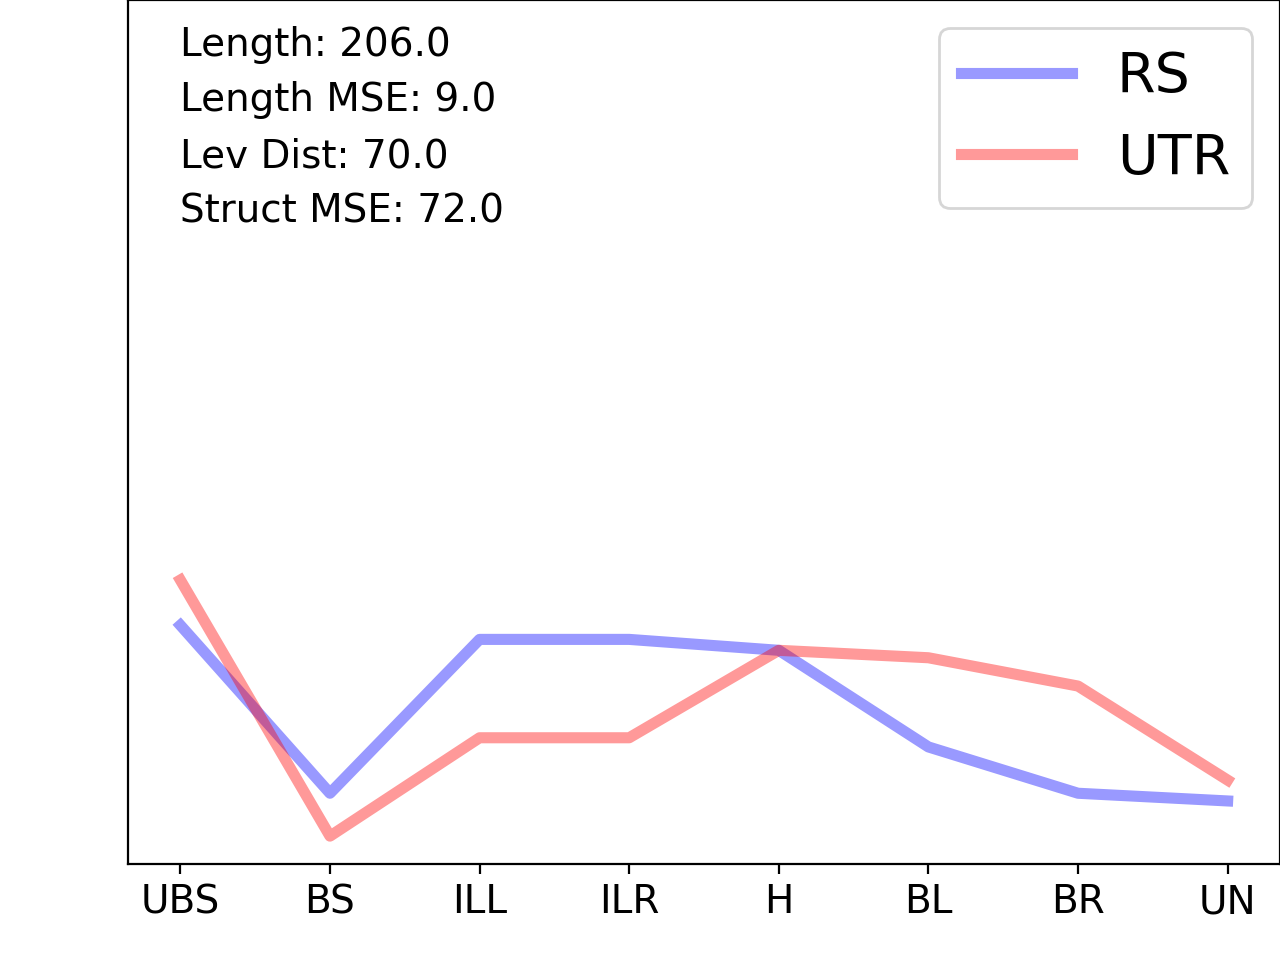 Length: 206.0
Length MSE: 9.0
Lev Dist: 70.0
Struct MSE: 72.0
RS
UTR
UBS BS ILL ILR H BL BR UN